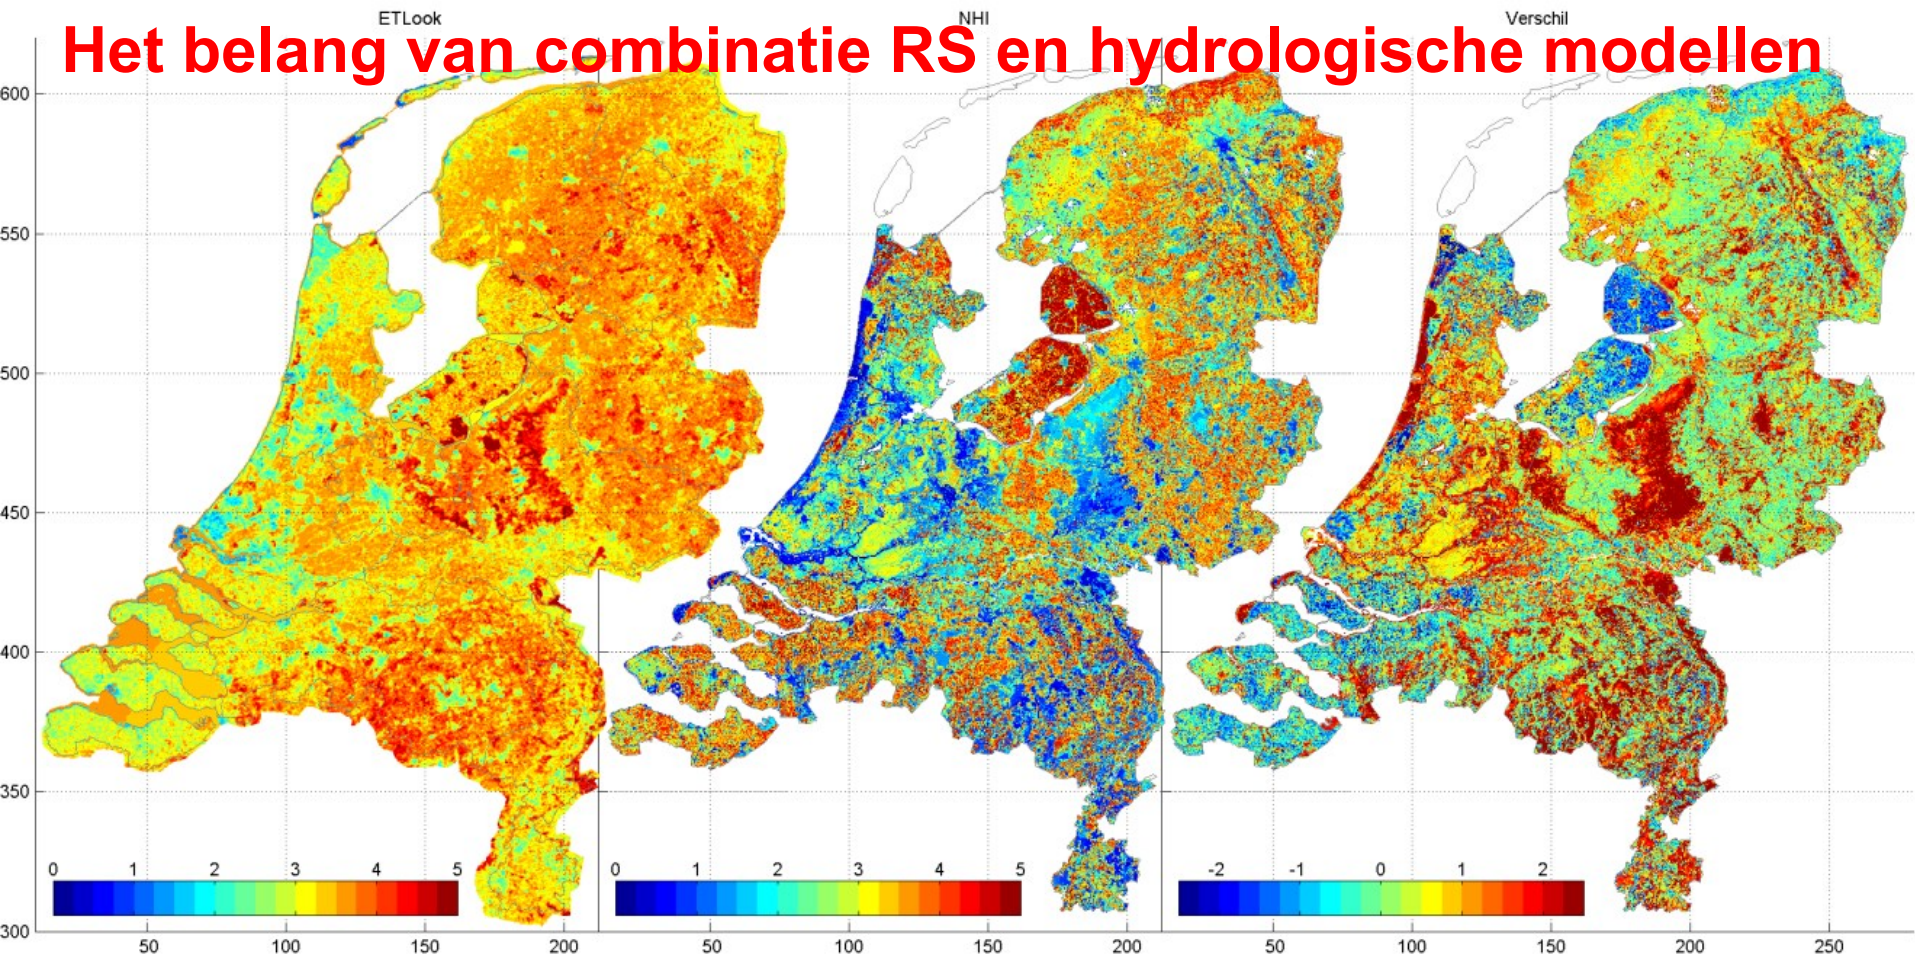 ETLook NHI Verschil
Het belang van combinatie RS en hydrologische modellen
600
550
500
450
400
350
300
0 1 2 3 4 5
0 1 2 3 4 5
-2 -1 0 1 2
50 100 150 200
50 100 150 200
50 100 150 200 250